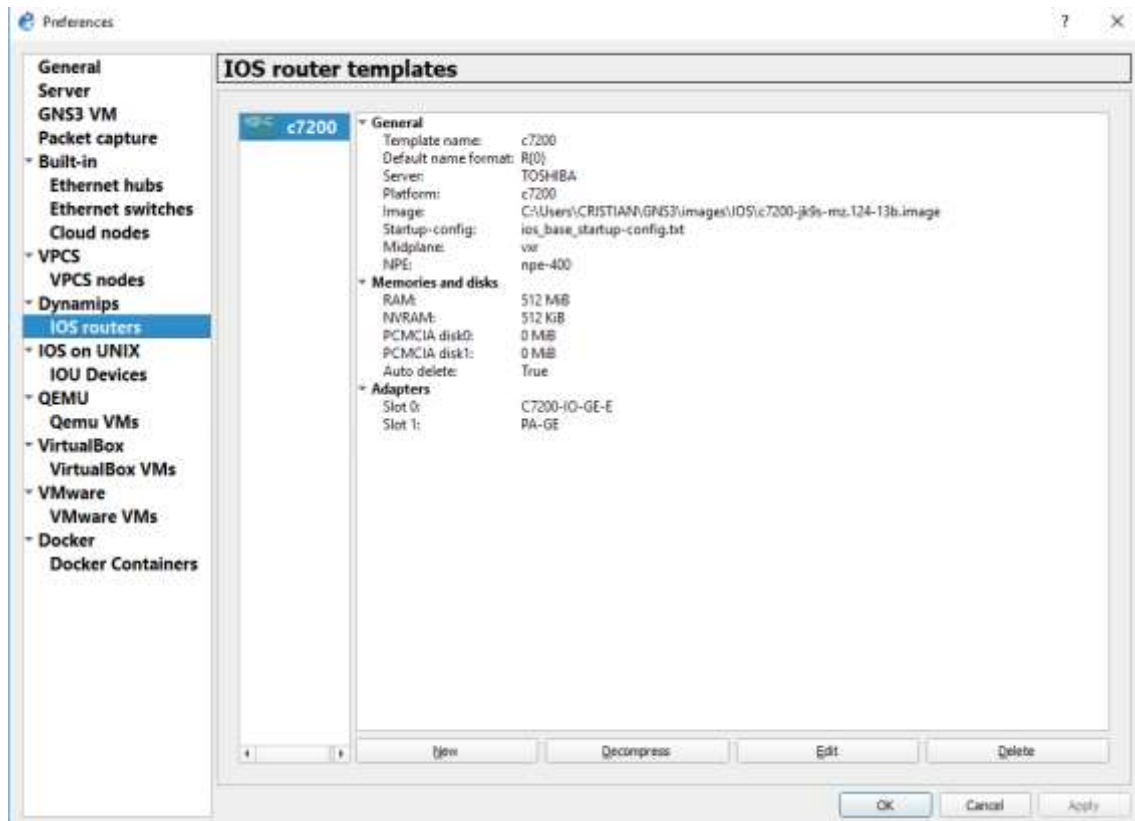 Preferences
? ×
General
Server
GNS3 VM
Packet capture
Built-in
Ethernet hubs
Ethernet switches
Cloud nodes
VPCS
VPCS nodes
Dynamips
IOS routers
IOS on UNIX
IOU Devices
QEMU
Qemu VMs
VirtualBox
VirtualBox VMs
VMware
VMware VMs
Docker
Docker Containers
IOS router templates
c7200
General
Template name: c7200
Default name format: R{0}
Server: TOSHIBA
Platform: c7200
Image: C:\Users\CRISTIAN\GNS3\images\IOS\c7200-jk9s-mz.124-13b.image
Startup-config: ios_base_startup-config.txt
Midplane: vxr
NPE: npe-400
Memories and disks
RAM: 512 MiB
NVRAM: 512 KiB
PCMCIA disk0: 0 MiB
PCMCIA disk1: 0 MiB
Auto delete: True
Adapters
Slot 0: C7200-IO-GE-E
Slot 1: PA-GE
New Decompress Edit Delete
OK Cancel Apply